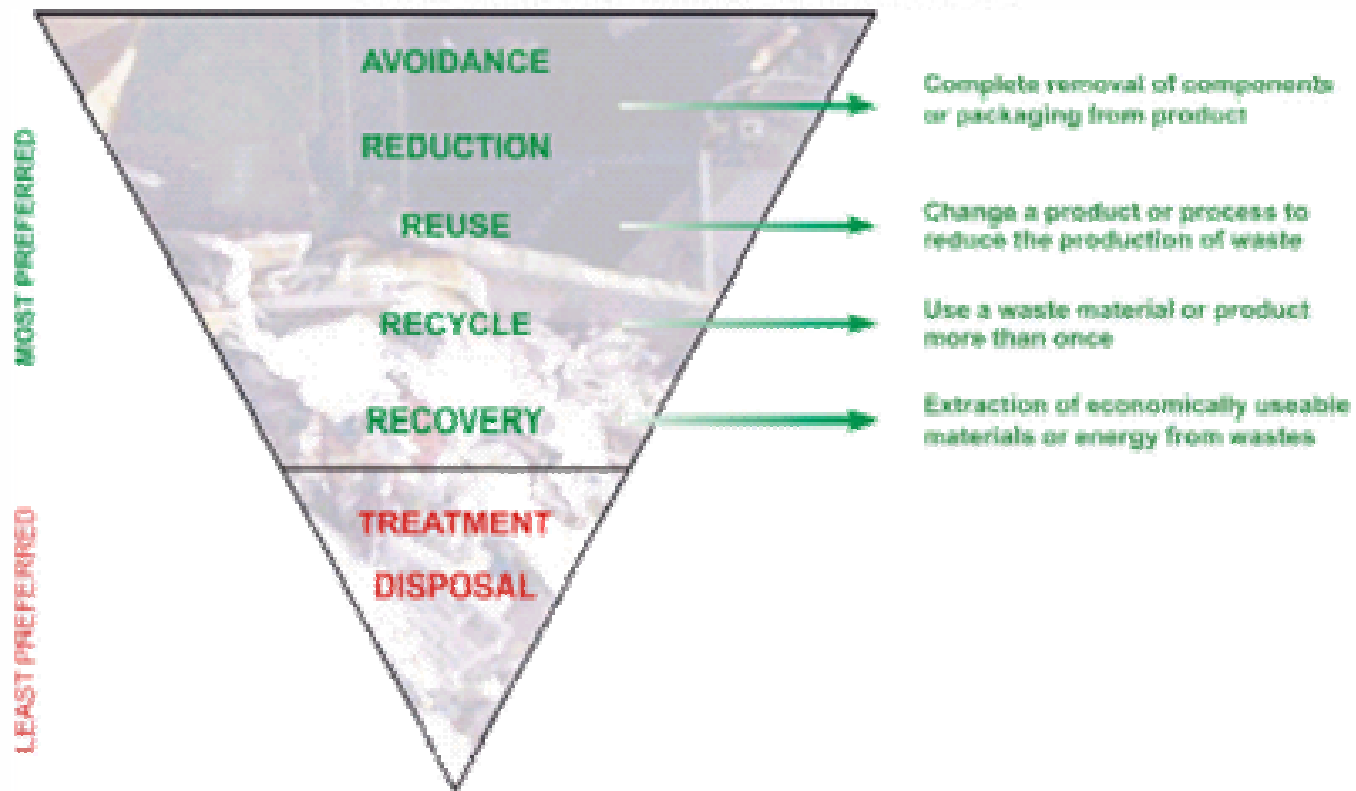 AVOIDANCE
Complete removal of components
or packaging from product
REDUCTION
REUSE
Change a product or process to
reduce the production of waste
RECYCLE
Use a waste material or product
more than once
RECOVERY
Extraction of economically useable
materials or energy from wastes
TREATMENT
DISPOSAL
MOST PREFERRED
LEAST PREFERRED